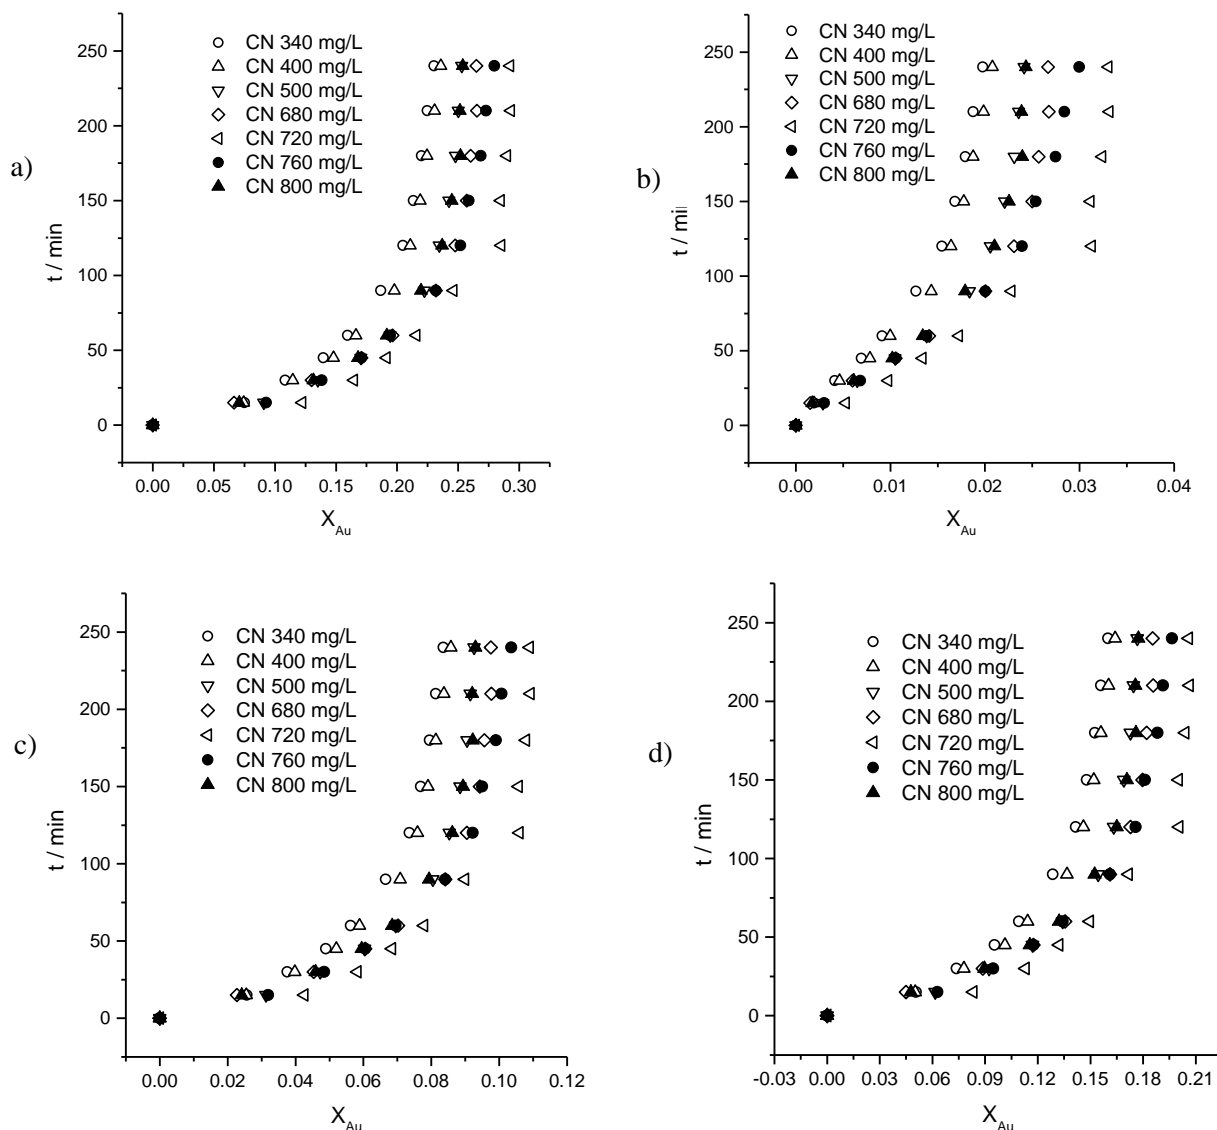 a)
CN 340 mg/L
CN 400 mg/L
CN 500 mg/L
CN 680 mg/L
CN 720 mg/L
CN 760 mg/L
CN 800 mg/L
250
200
150
100
50
0
t / min
0.00 0.05 0.10 0.15 0.20 0.25 0.30
X_Au
b)
CN 340 mg/L
CN 400 mg/L
CN 500 mg/L
CN 680 mg/L
CN 720 mg/L
CN 760 mg/L
CN 800 mg/L
250
200
150
100
50
0
t / mi
0.00 0.01 0.02 0.03 0.04
X_Au
c)
CN 340 mg/L
CN 400 mg/L
CN 500 mg/L
CN 680 mg/L
CN 720 mg/L
CN 760 mg/L
CN 800 mg/L
250
200
150
100
50
0
t / min
0.00 0.02 0.04 0.06 0.08 0.10 0.12
X_Au
d)
CN 340 mg/L
CN 400 mg/L
CN 500 mg/L
CN 680 mg/L
CN 720 mg/L
CN 760 mg/L
CN 800 mg/L
250
200
150
100
50
0
t / min
-0.03 0.00 0.03 0.06 0.09 0.12 0.15 0.18 0.21
X_Au